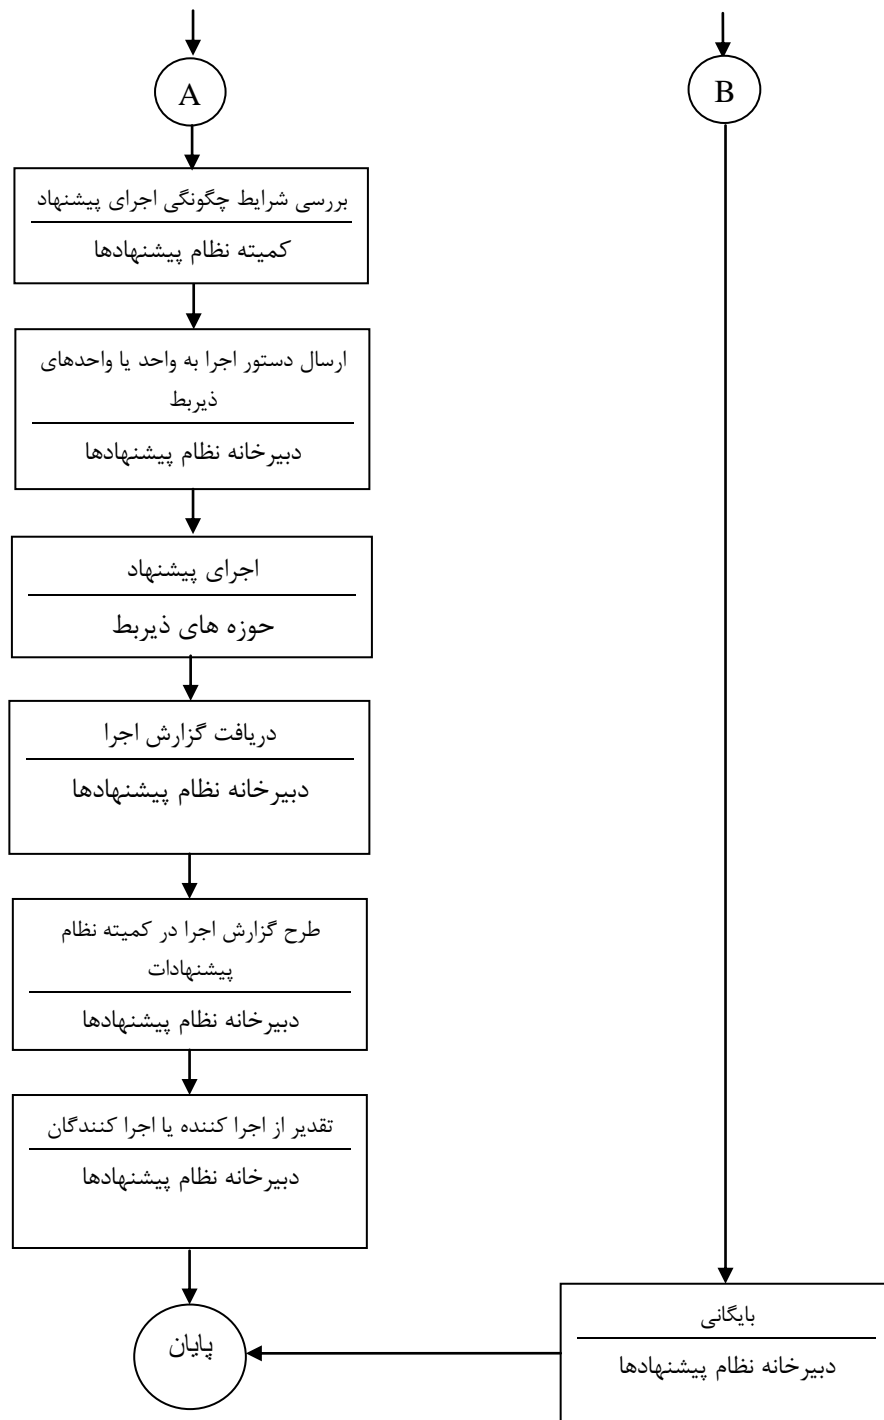 A
B
بررسی شرایط چگونگی اجرای پیشنهاد
کمیته نظام پیشنهادها
ارسال دستور اجرا به واحد یا واحدهای
ذیربط
دبیرخانه نظام پیشنهادها
اجرای پیشنهاد
حوزه های ذیربط
دریافت گزارش اجرا
دبیرخانه نظام پیشنهادها
طرح گزارش اجرا در کمیته نظام
پیشنهادات
دبیرخانه نظام پیشنهادها
تقدیر از اجرا کننده یا اجرا کنندگان
دبیرخانه نظام پیشنهادها
بایگانی
دبیرخانه نظام پیشنهادها
پایان